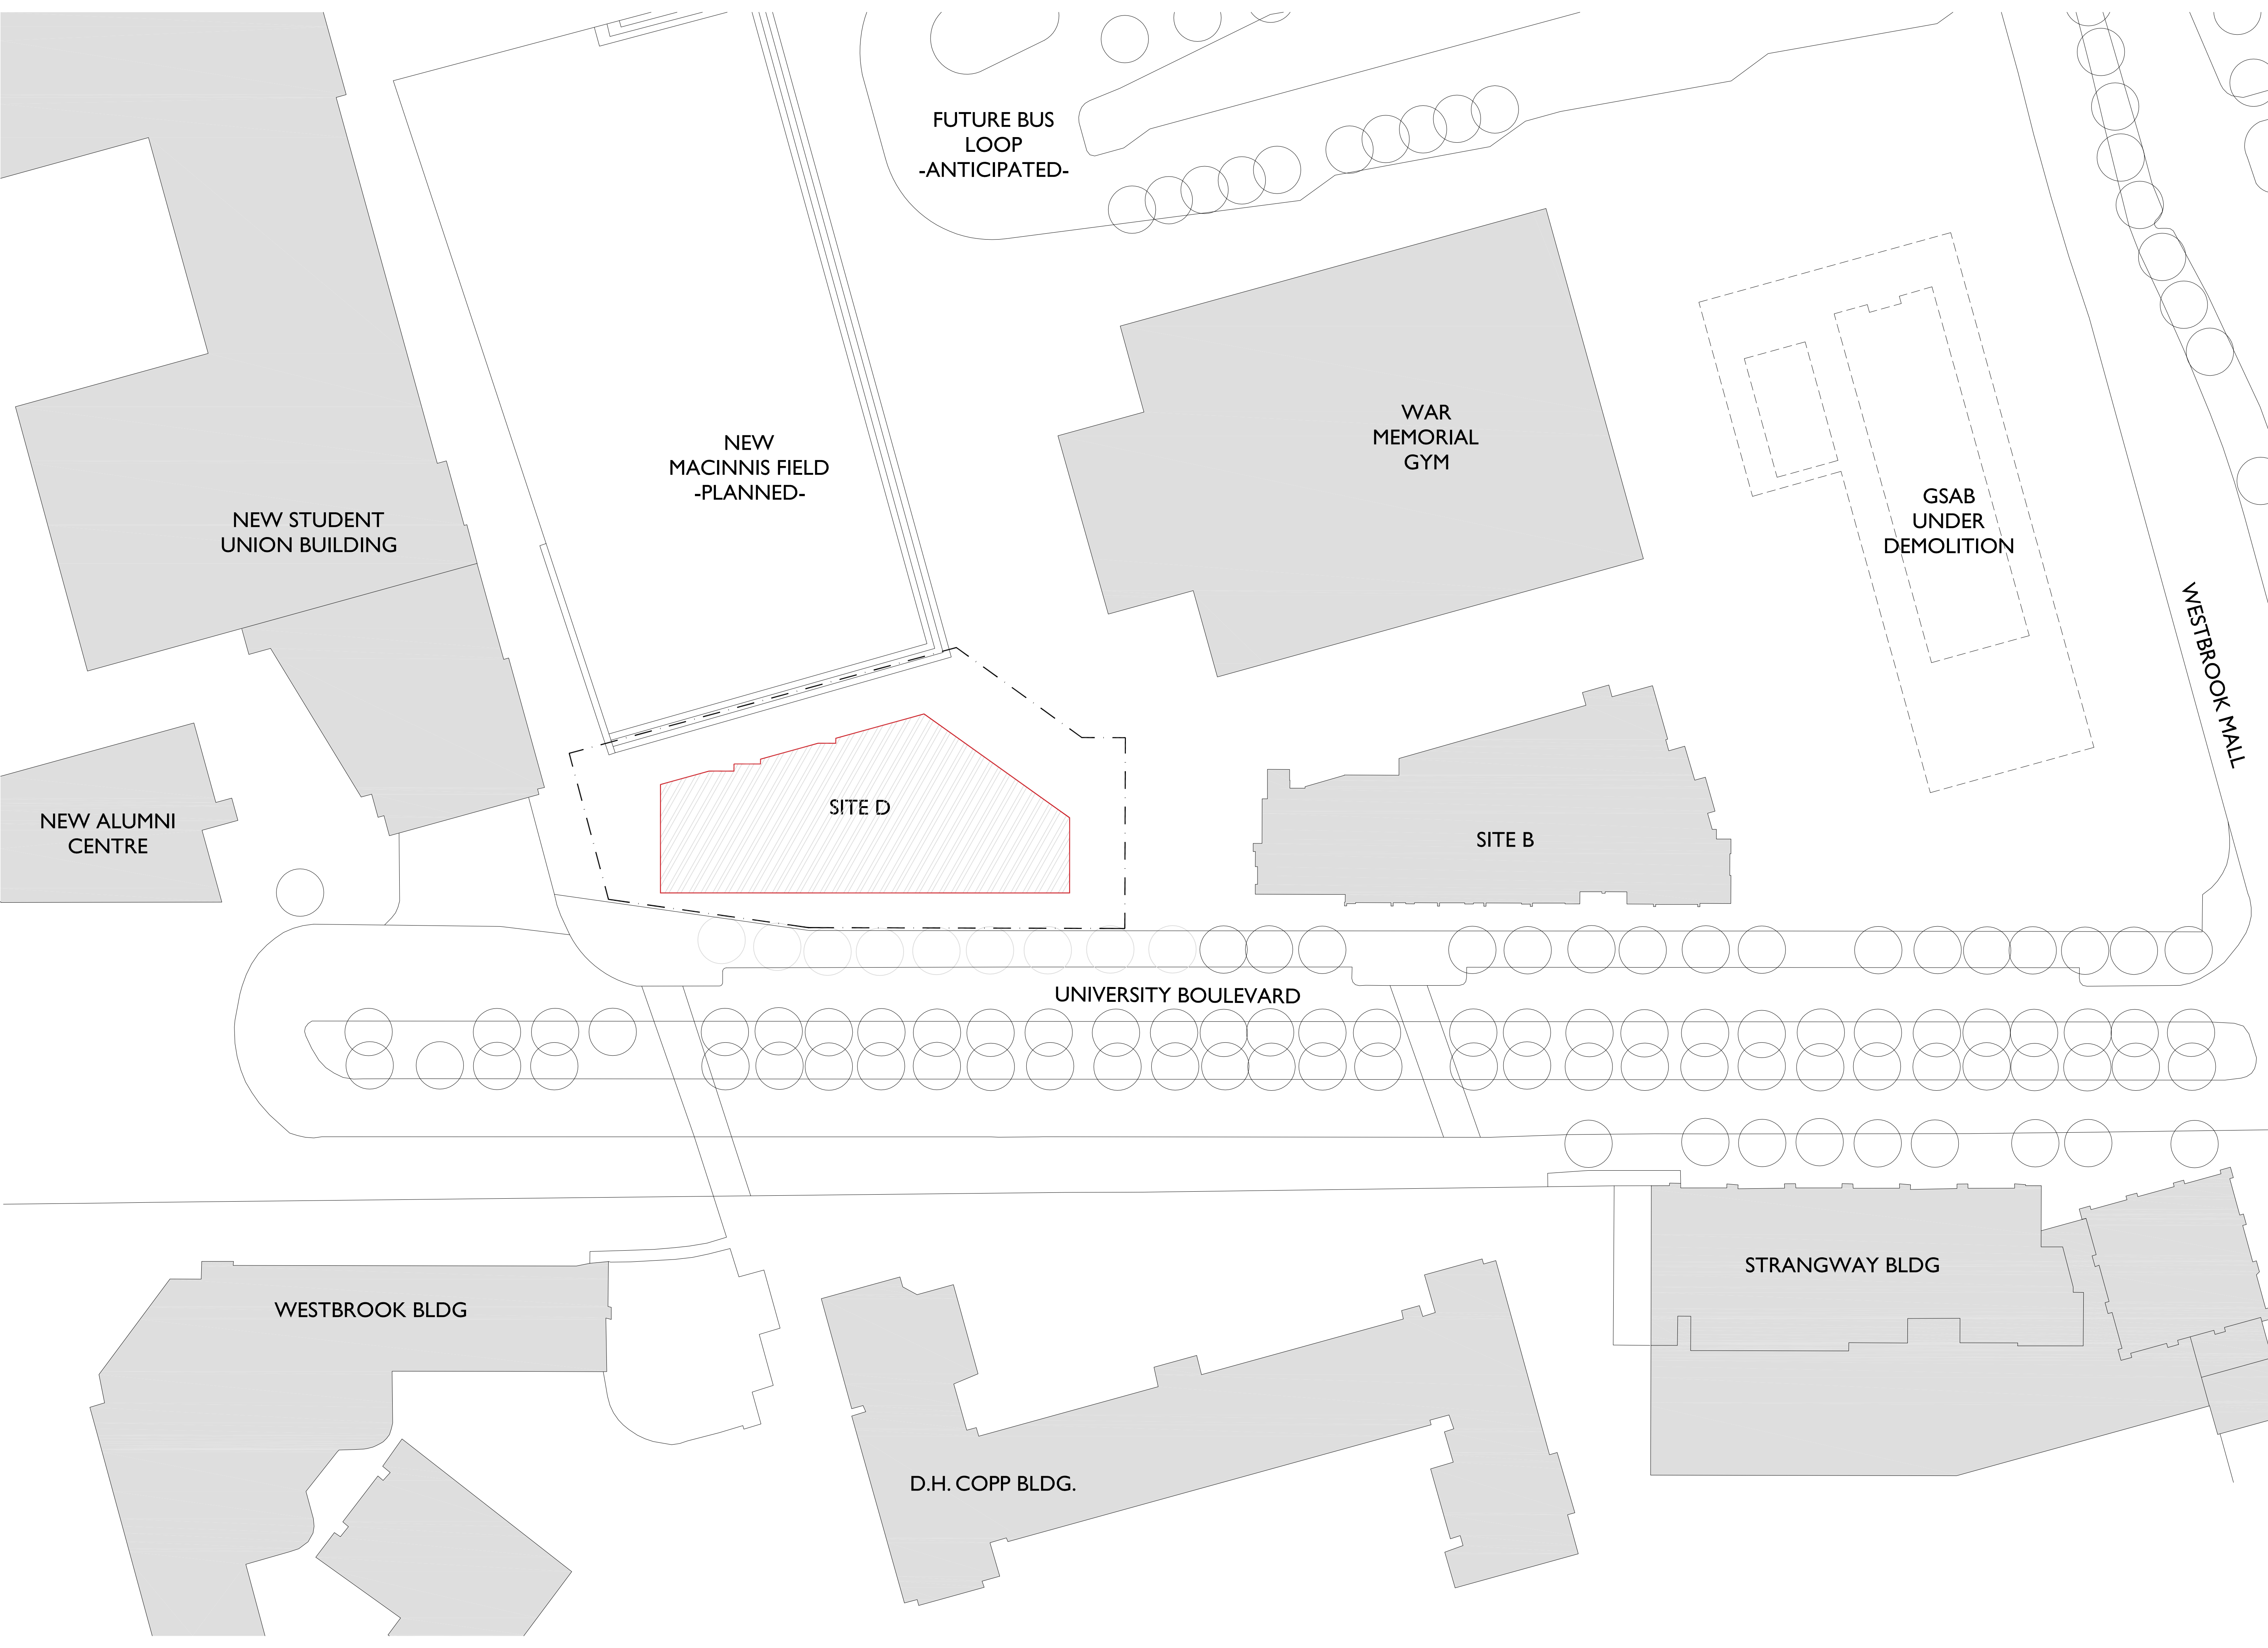 FUTURE BUS
LOOP
-ANTICIPATED-
NEW
MACINNIS FIELD
-PLANNED-
WAR
MEMORIAL
GYM
GSAB
UNDER
DEMOLITION
NEW STUDENT
UNION BUILDING
WESTBROOK MALL
NEW ALUMNI
CENTRE
SITE D
SITE B
UNIVERSITY BOULEVARD
STRANGWAY BLDG
WESTBROOK BLDG
D.H. COPP BLDG.